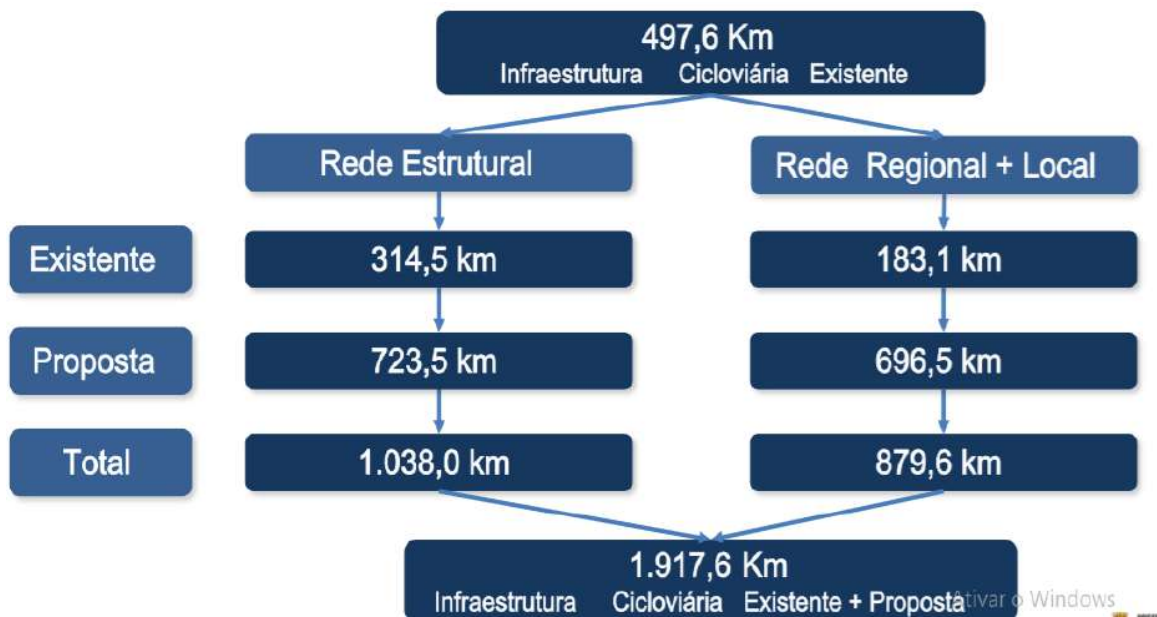 497,6 Km
Infraestrutura Cicloviária Existente
Rede Estrutural
Rede Regional + Local
Existente
314,5 km
183,1 km
Proposta
723,5 km
696,5 km
Total
1.038,0 km
879,6 km
1.917,6 Km
Infraestrutura Cicloviária Existente + Proposta
Ativar o Windows